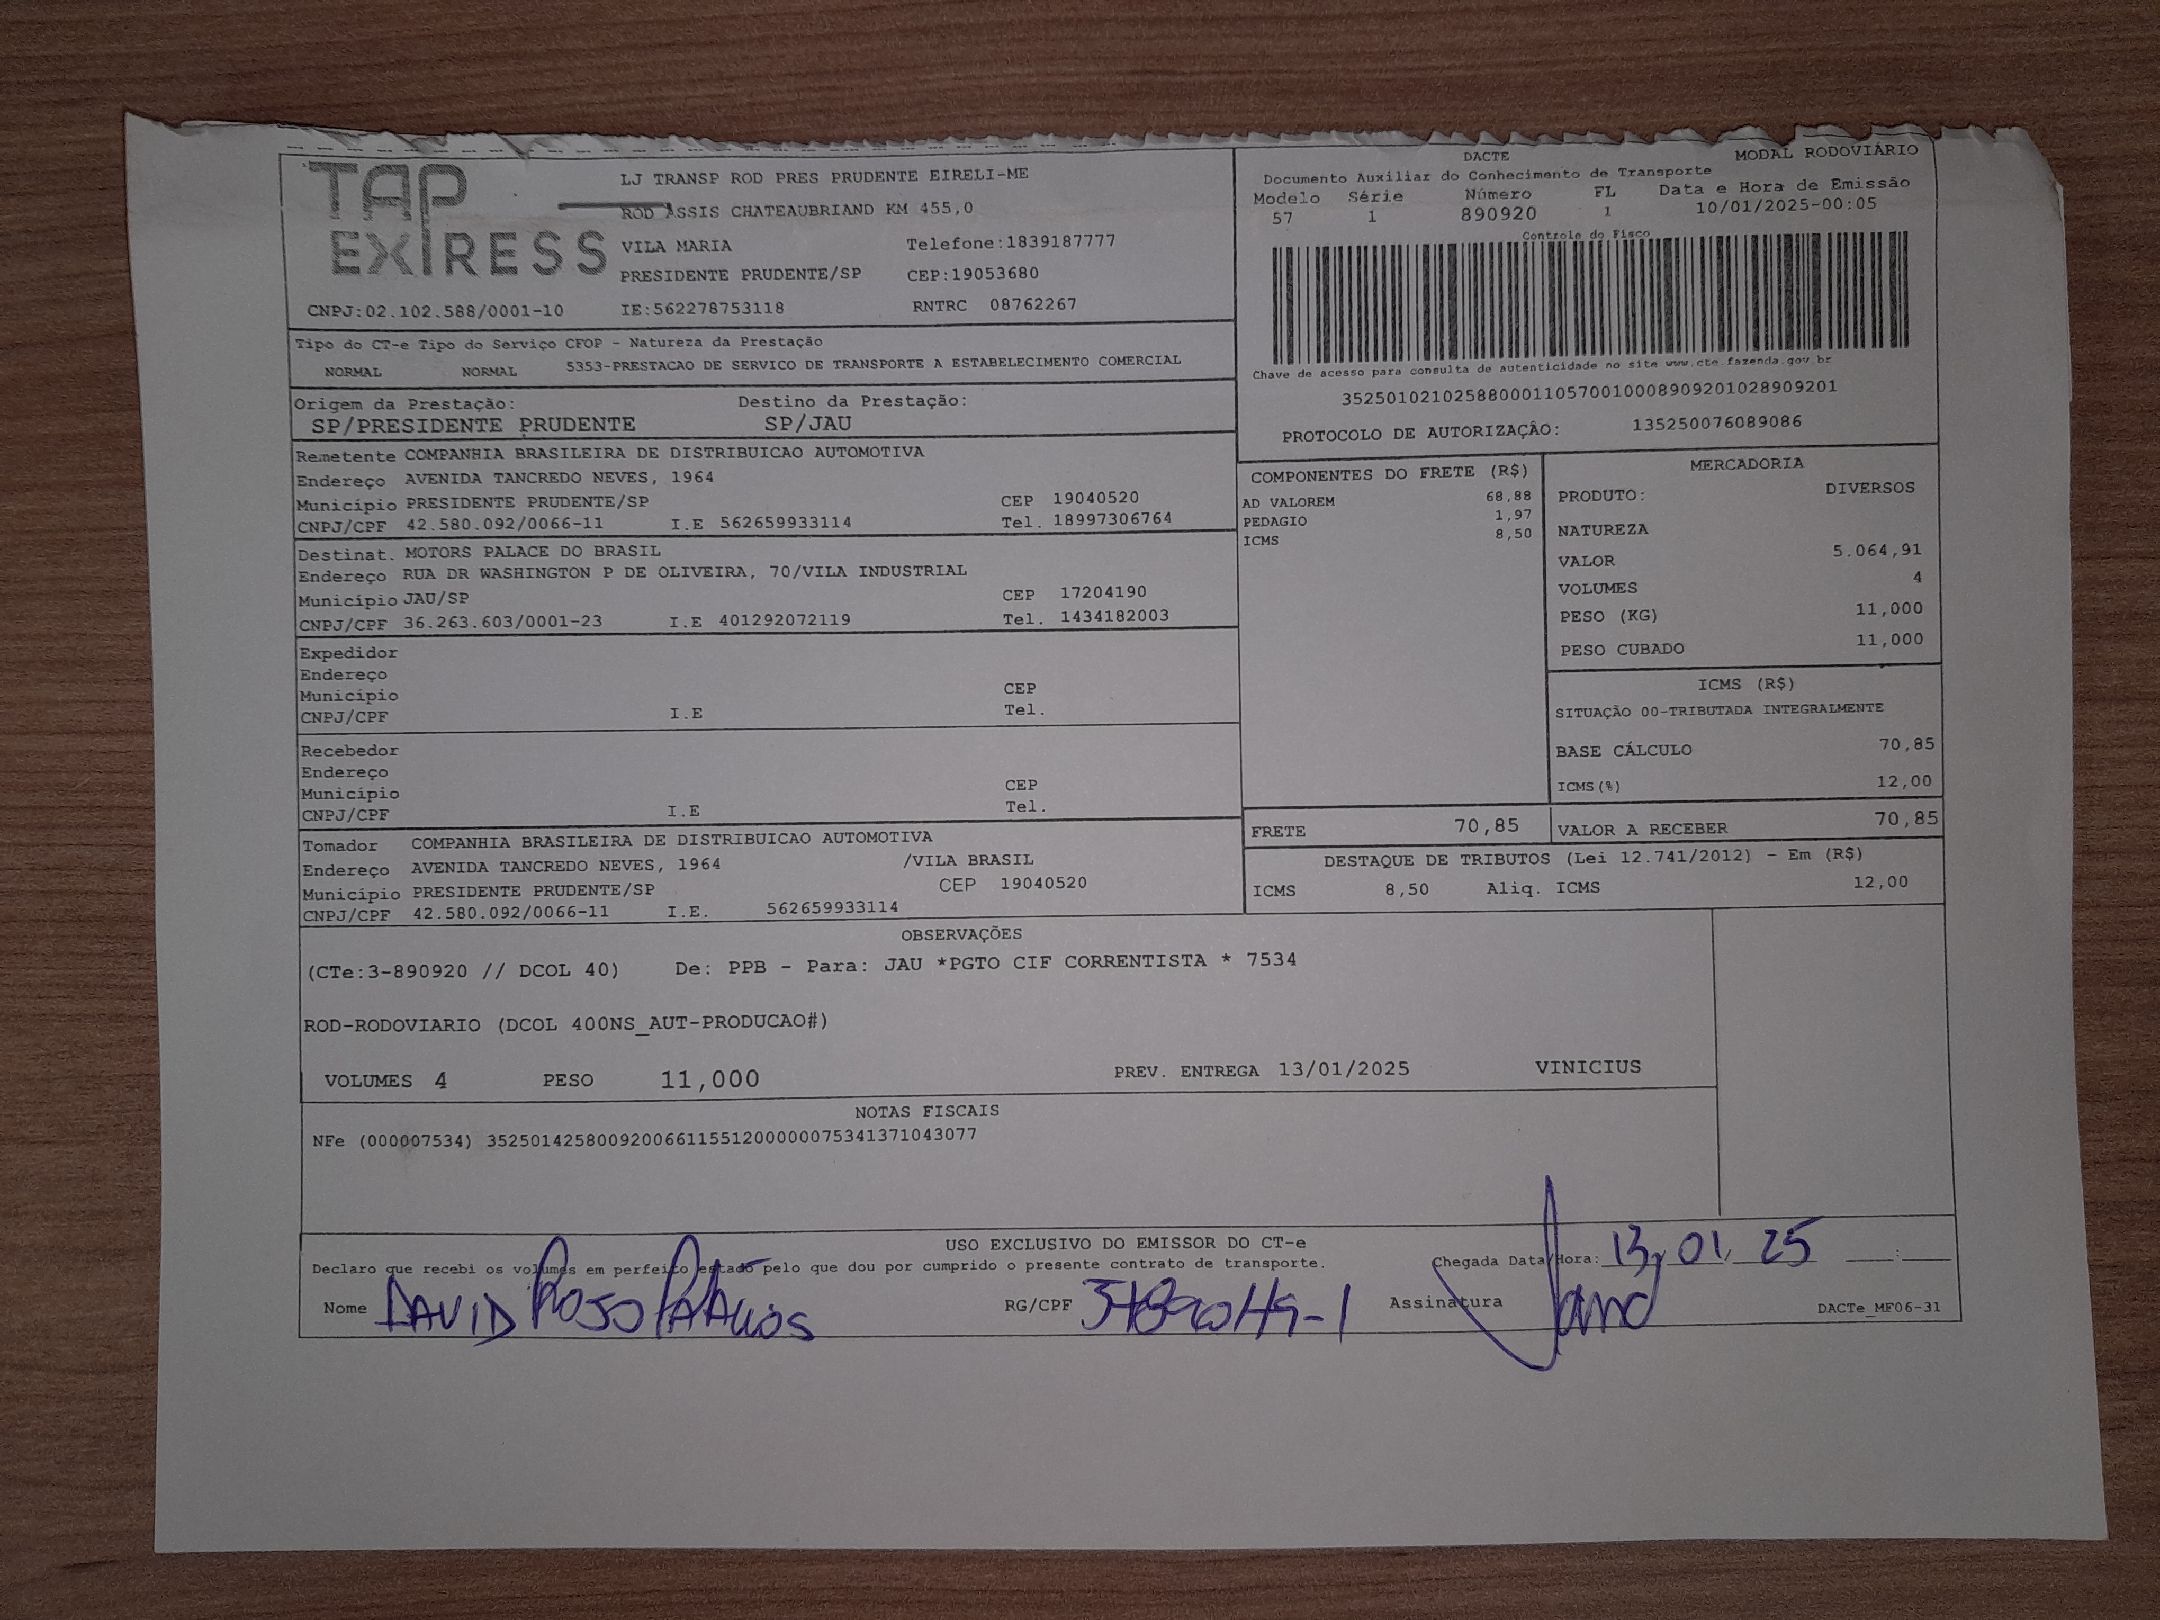 TAP EXPRESS
LJ TRANSP ROD PRES PRUDENTE EIRELI-ME
ROD ASSIS CHATEAUBRIAND KM 455,0
VILA MARIA Telefone:1839187777
PRESIDENTE PRUDENTE/SP CEP:19053680
CNPJ:02.102.588/0001-10 IE:562278753118 RNTRC 08762267
DACTE MODAL RODOVIÁRIO
Documento Auxiliar do Conhecimento de Transporte
Modelo Série Número FL Data e Hora de Emissão
57 1 890920 1 10/01/2025-00:05
Controle do Fisco
Chave de acesso para consulta de autenticidade no site www.cte.fazenda.gov.br
35250102102588000110570010008909201028909201
PROTOCOLO DE AUTORIZAÇÃO: 135250076089086
Tipo do CT-e Tipo do Serviço CFOP - Natureza da Prestação
NORMAL NORMAL 5353-PRESTACAO DE SERVICO DE TRANSPORTE A ESTABELECIMENTO COMERCIAL
Origem da Prestação: Destino da Prestação:
SP/PRESIDENTE PRUDENTE SP/JAU
Remetente COMPANHIA BRASILEIRA DE DISTRIBUICAO AUTOMOTIVA
Endereço AVENIDA TANCREDO NEVES, 1964
Município PRESIDENTE PRUDENTE/SP CEP 19040520
CNPJ/CPF 42.580.092/0066-11 I.E 562659933114 Tel. 18997306764
Destinat. MOTORS PALACE DO BRASIL
Endereço RUA DR WASHINGTON P DE OLIVEIRA, 70/VILA INDUSTRIAL
Município JAU/SP CEP 17204190
CNPJ/CPF 36.263.603/0001-23 I.E 401292072119 Tel. 1434182003
Expedidor
Endereço
Município CEP
CNPJ/CPF I.E Tel.
Recebedor
Endereço
Município CEP
CNPJ/CPF I.E Tel.
Tomador COMPANHIA BRASILEIRA DE DISTRIBUICAO AUTOMOTIVA
Endereço AVENIDA TANCREDO NEVES, 1964 /VILA BRASIL
Município PRESIDENTE PRUDENTE/SP CEP 19040520
CNPJ/CPF 42.580.092/0066-11 I.E. 562659933114
COMPONENTES DO FRETE (R$)
AD VALOREM 68,88
PEDAGIO 1,97
ICMS 8,50
MERCADORIA
PRODUTO: DIVERSOS
NATUREZA
VALOR 5.064,91
VOLUMES 4
PESO (KG) 11,000
PESO CUBADO 11,000
ICMS (R$)
SITUAÇÃO 00-TRIBUTADA INTEGRALMENTE
BASE CÁLCULO 70,85
ICMS(%) 12,00
FRETE 70,85 VALOR A RECEBER 70,85
DESTAQUE DE TRIBUTOS (Lei 12.741/2012) - Em (R$)
ICMS 8,50 Aliq. ICMS 12,00
OBSERVAÇÕES
(CTe:3-890920 // DCOL 40) De: PPB - Para: JAU *PGTO CIF CORRENTISTA * 7534
ROD-RODOVIARIO (DCOL 400NS_AUT-PRODUCAO#)
VOLUMES 4 PESO 11,000 PREV. ENTREGA 13/01/2025 VINICIUS
NOTAS FISCAIS
NFe (000007534) 35250142580092006611551200000075341371043077
USO EXCLUSIVO DO EMISSOR DO CT-e
Declaro que recebi os volumes em perfeito estado pelo que dou por cumprido o presente contrato de transporte. Chegada Data/Hora: 13,01,25
Nome DAVID RG/CPF Assinatura DACTe_MF06-31